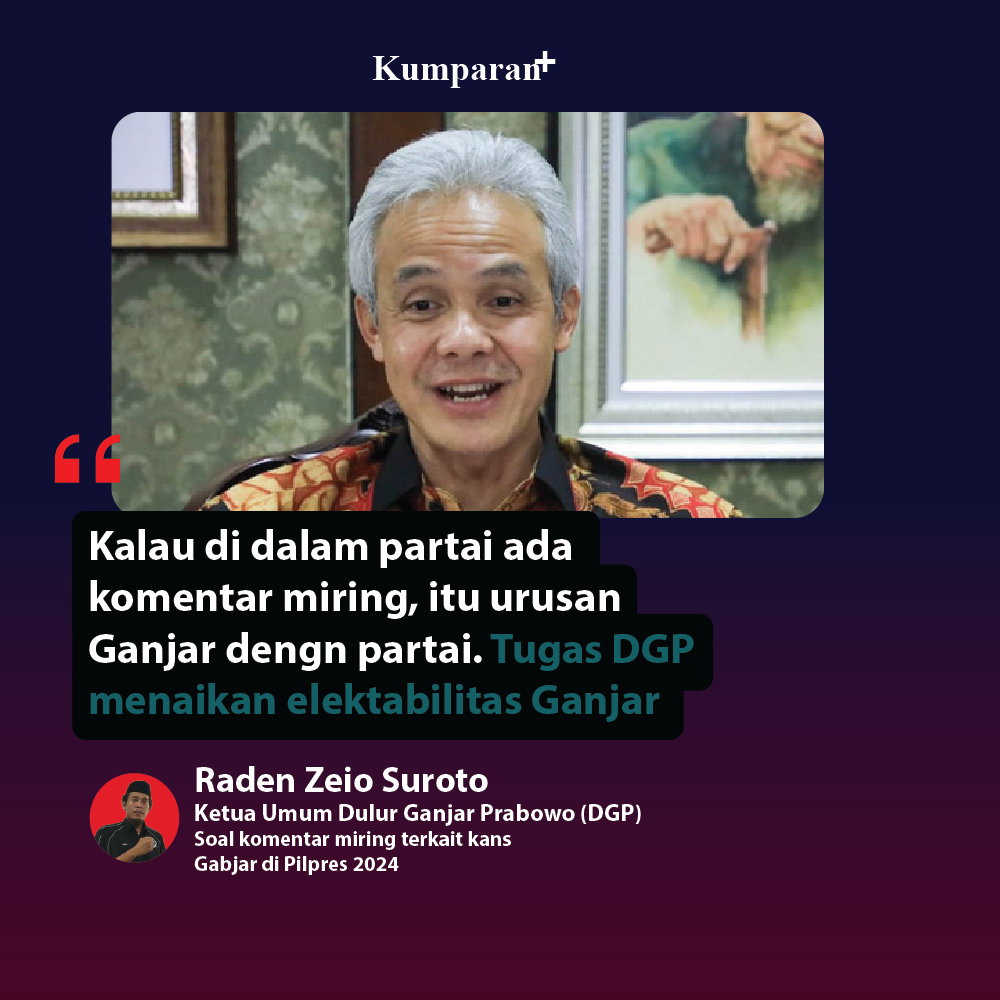 Kumparan+
Kalau di dalam partai ada
komentar miring, itu urusan
Ganjar dengn partai. Tugas DGP
menaikan elektabilitas Ganjar
Raden Zeio Suroto
Ketua Umum Dulur Ganjar Prabowo (DGP)
Soal komentar miring terkait kans
Gabjar di Pilpres 2024